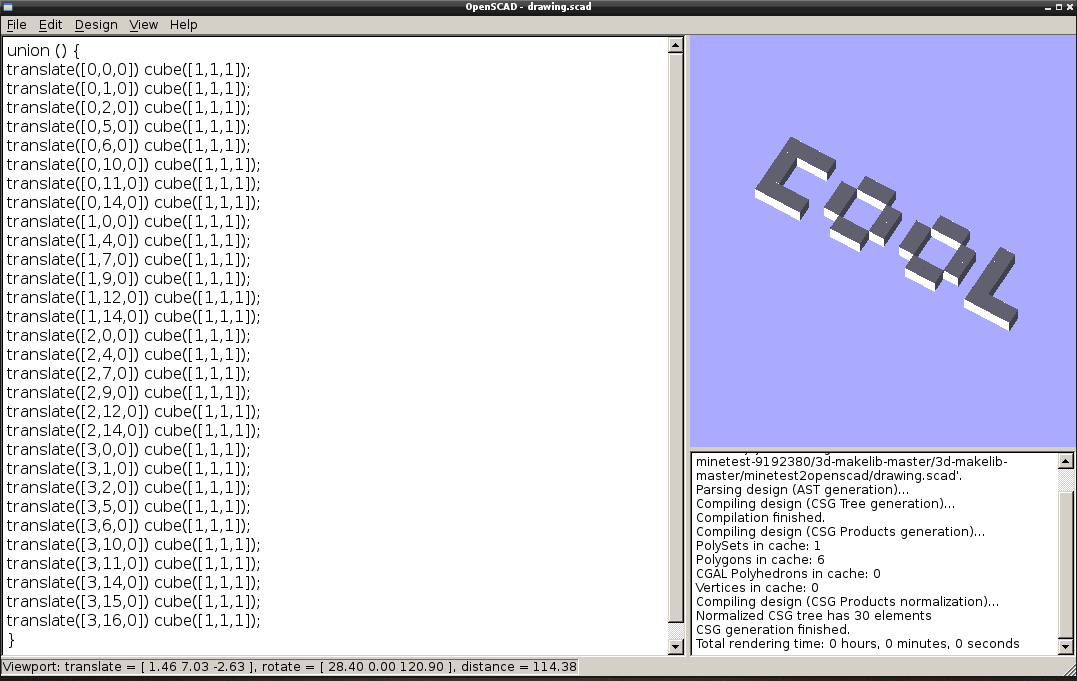 OpenSCAD - drawing.scad
File Edit Design View Help
union () {
translate([0,0,0]) cube([1,1,1]);
translate([0,1,0]) cube([1,1,1]);
translate([0,2,0]) cube([1,1,1]);
translate([0,5,0]) cube([1,1,1]);
translate([0,6,0]) cube([1,1,1]);
translate([0,10,0]) cube([1,1,1]);
translate([0,11,0]) cube([1,1,1]);
translate([0,14,0]) cube([1,1,1]);
translate([1,0,0]) cube([1,1,1]);
translate([1,4,0]) cube([1,1,1]);
translate([1,7,0]) cube([1,1,1]);
translate([1,9,0]) cube([1,1,1]);
translate([1,12,0]) cube([1,1,1]);
translate([1,14,0]) cube([1,1,1]);
translate([2,0,0]) cube([1,1,1]);
translate([2,4,0]) cube([1,1,1]);
translate([2,7,0]) cube([1,1,1]);
translate([2,9,0]) cube([1,1,1]);
translate([2,12,0]) cube([1,1,1]);
translate([2,14,0]) cube([1,1,1]);
translate([3,0,0]) cube([1,1,1]);
translate([3,1,0]) cube([1,1,1]);
translate([3,2,0]) cube([1,1,1]);
translate([3,5,0]) cube([1,1,1]);
translate([3,6,0]) cube([1,1,1]);
translate([3,10,0]) cube([1,1,1]);
translate([3,11,0]) cube([1,1,1]);
translate([3,14,0]) cube([1,1,1]);
translate([3,15,0]) cube([1,1,1]);
translate([3,16,0]) cube([1,1,1]);
}
COOL
minetest-9192380/3d-makelib-master/3d-makelib-
master/minetest2openscad/drawing.scad'.
Parsing design (AST generation)...
Compiling design (CSG Tree generation)...
Compilation finished.
Compiling design (CSG Products generation)...
PolySets in cache: 1
Polygons in cache: 6
CGAL Polyhedrons in cache: 0
Vertices in cache: 0
Compiling design (CSG Products normalization)...
Normalized CSG tree has 30 elements
CSG generation finished.
Total rendering time: 0 hours, 0 minutes, 0 seconds
Viewport: translate = [ 1.46 7.03 -2.63 ], rotate = [ 28.40 0.00 120.90 ], distance = 114.38